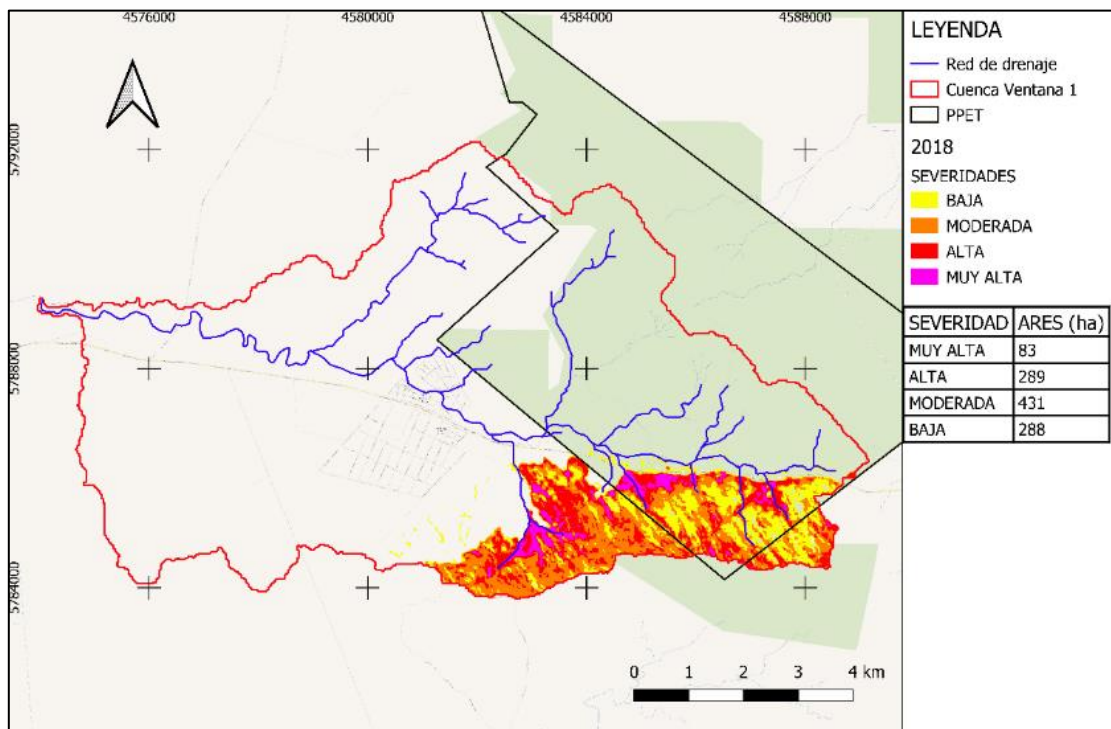 4576000 4580000 4584000 4588000
5792000
5788000
5784000
0 1 2 3 4 km
LEYENDA
Red de drenaje
Cuenca Ventana 1
PPET
2018
SEVERIDADES
BAJA
MODERADA
ALTA
MUY ALTA
SEVERIDAD ARES (ha)
MUY ALTA 83
ALTA 289
MODERADA 431
BAJA 288